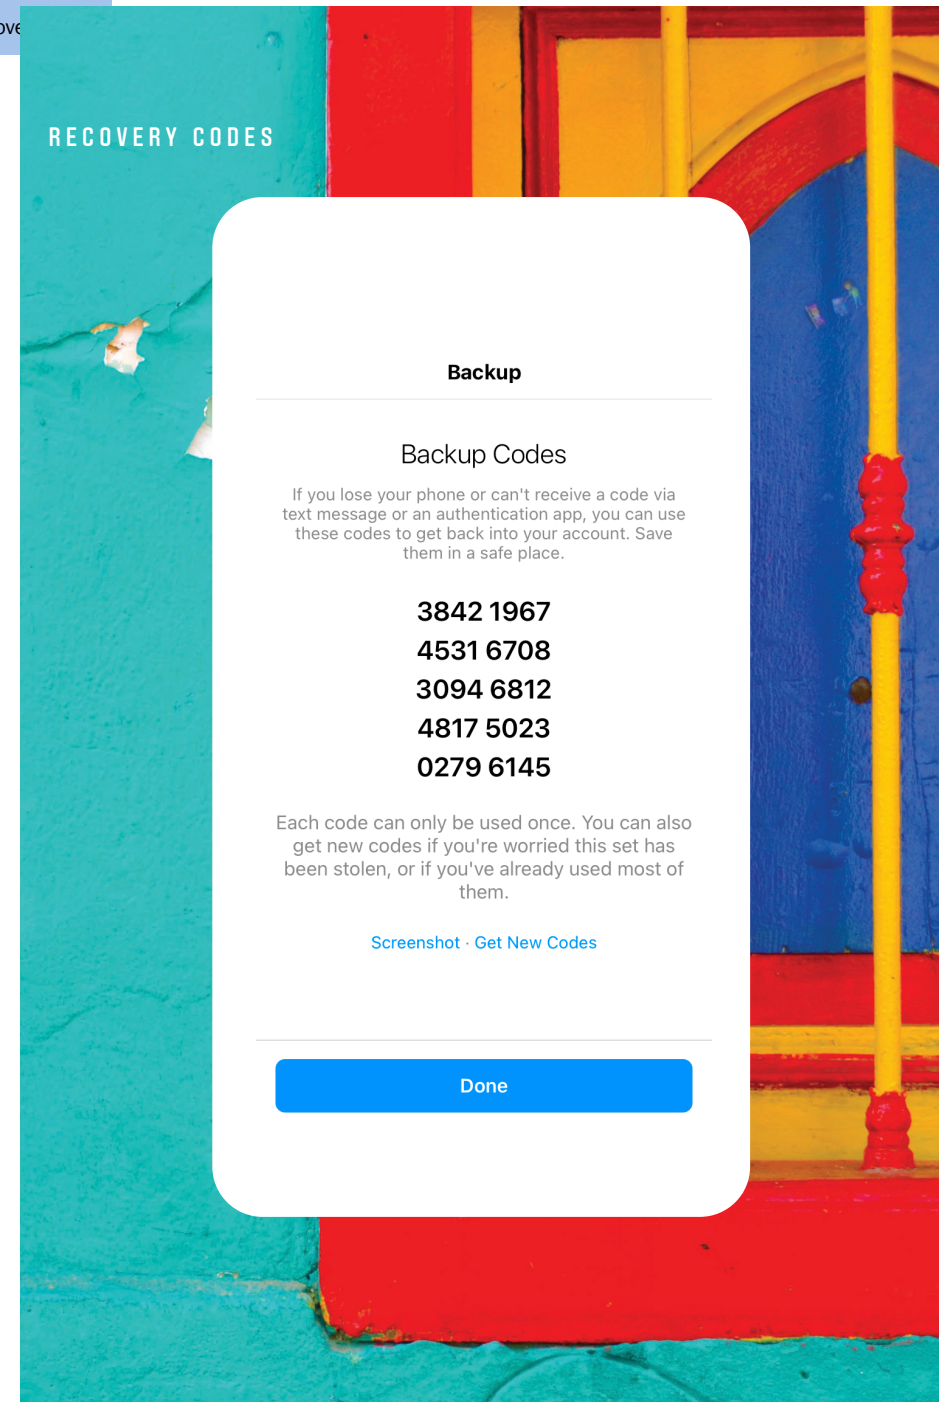 RECOVERY CODES
Backup
Backup Codes
If you lose your phone or can't receive a code via
text message or an authentication app, you can use
these codes to get back into your account. Save
them in a safe place.
3842 1967
4531 6708
3094 6812
4817 5023
0279 6145
Each code can only be used once. You can also
get new codes if you're worried this set has
been stolen, or if you've already used most of
them.
Screenshot · Get New Codes
Done